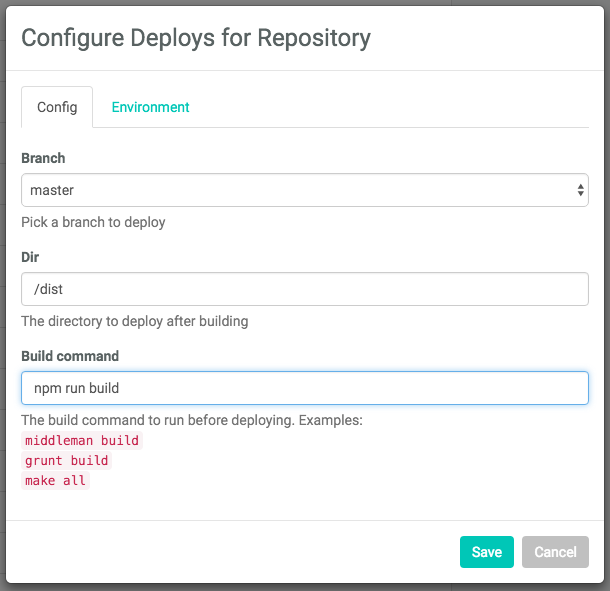 Configure Deploys for Repository
Config Environment
Branch
master
Pick a branch to deploy
Dir
/dist
The directory to deploy after building
Build command
npm run build
The build command to run before deploying. Examples:
middleman build
grunt build
make all
Save Cancel